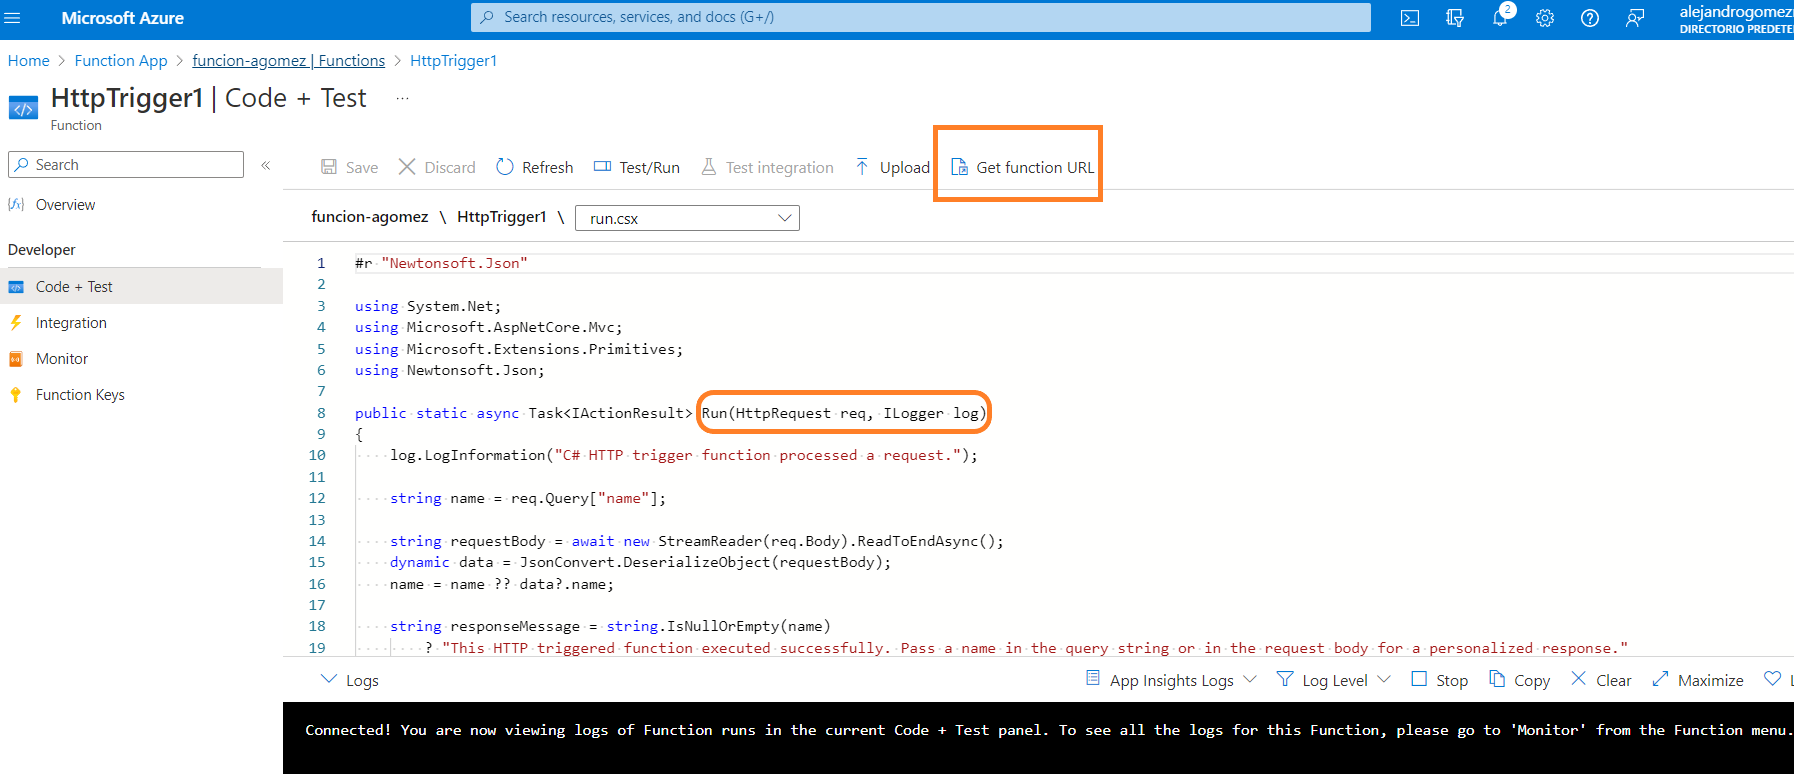 Microsoft Azure
Search resources, services, and docs (G+/)
2
alejandrogomez
DIRECTORIO PREDETE
Home > Function App > funcion-agomez | Functions > HttpTrigger1
HttpTrigger1 | Code + Test ...
Function
Search «
Save Discard Refresh Test/Run Test integration Upload Get function URL
Overview
Developer
Code + Test
Integration
Monitor
Function Keys
funcion-agomez \ HttpTrigger1 \ run.csx
1 #r "Newtonsoft.Json"
2
3 using System.Net;
4 using Microsoft.AspNetCore.Mvc;
5 using Microsoft.Extensions.Primitives;
6 using Newtonsoft.Json;
7
8 public static async Task<IActionResult> Run(HttpRequest req, ILogger log)
9 {
10 log.LogInformation("C# HTTP trigger function processed a request.");
11
12 string name = req.Query["name"];
13
14 string requestBody = await new StreamReader(req.Body).ReadToEndAsync();
15 dynamic data = JsonConvert.DeserializeObject(requestBody);
16 name = name ?? data?.name;
17
18 string responseMessage = string.IsNullOrEmpty(name)
19 ? "This HTTP triggered function executed successfully. Pass a name in the query string or in the request body for a personalized response."
Logs App Insights Logs Log Level Stop Copy Clear Maximize
Connected! You are now viewing logs of Function runs in the current Code + Test panel. To see all the logs for this Function, please go to 'Monitor' from the Function menu.